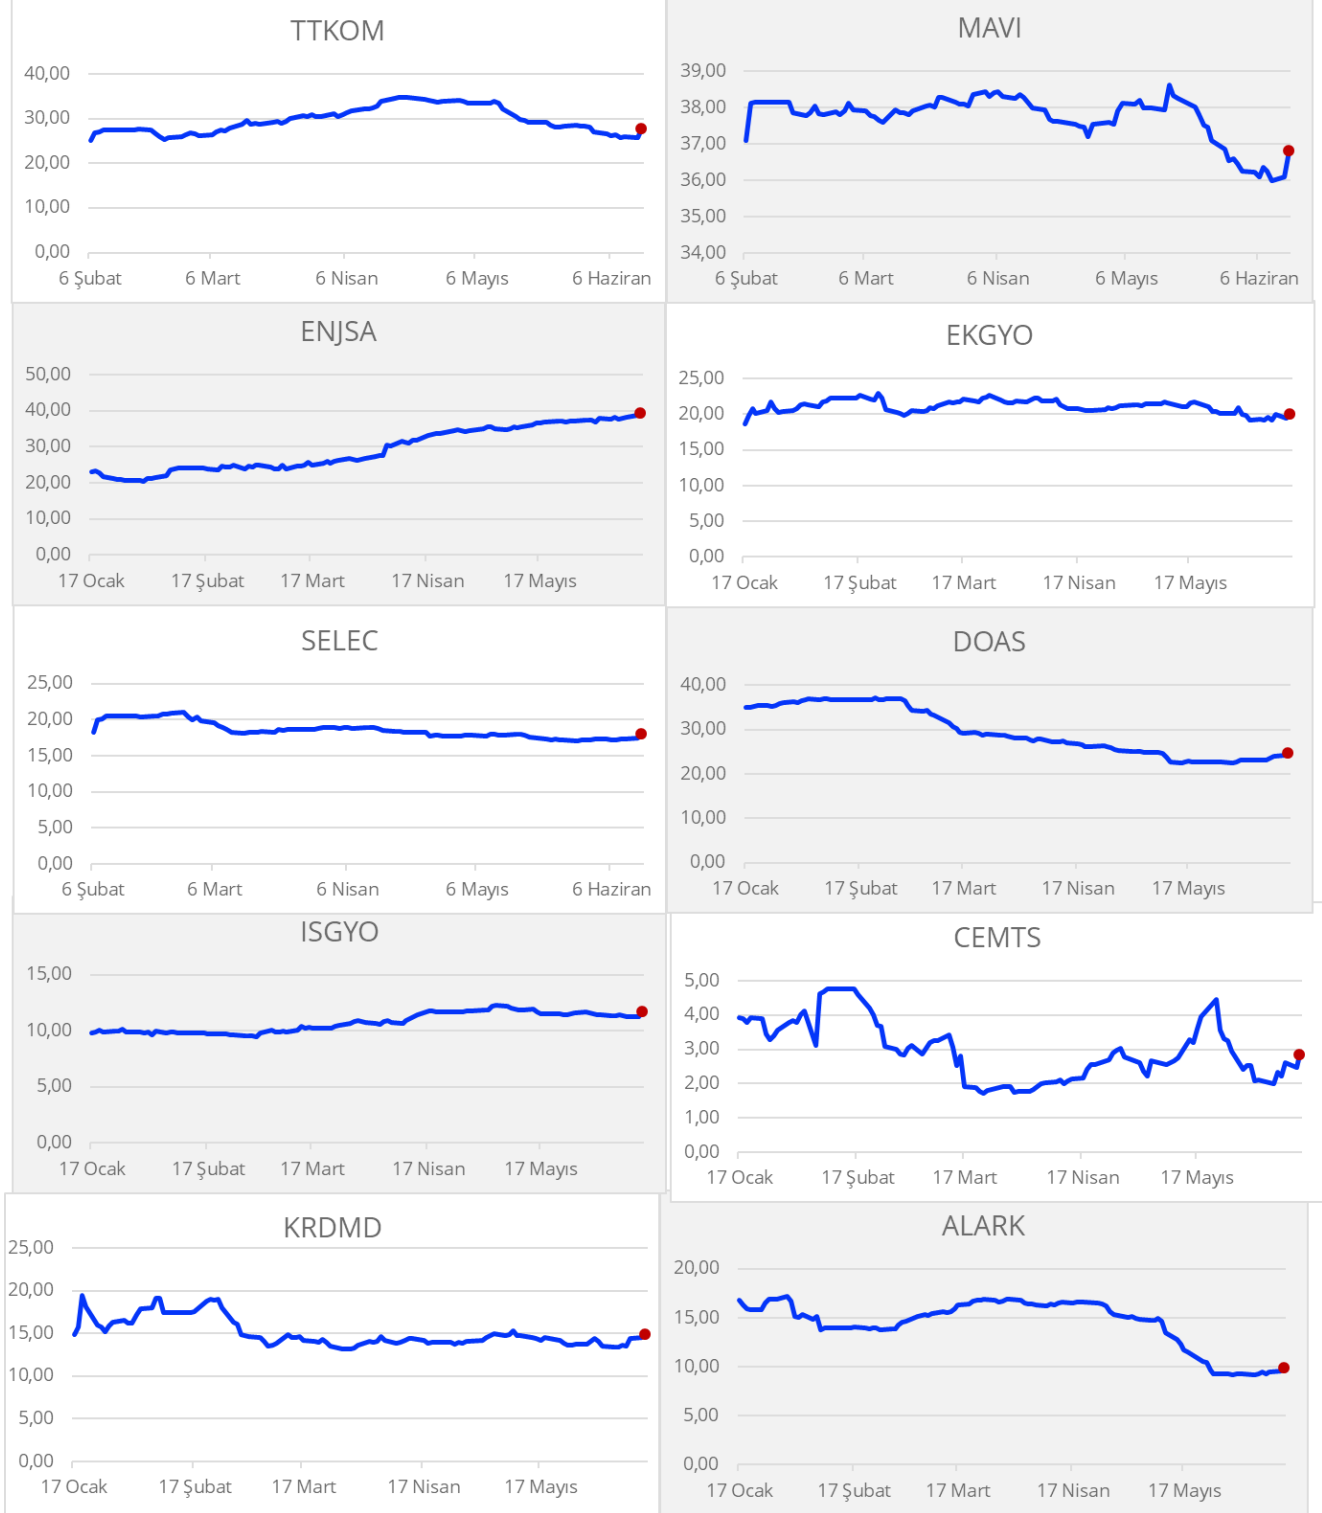 TTKOM
40,00
30,00
20,00
10,00
0,00
6 Şubat 6 Mart 6 Nisan 6 Mayıs 6 Haziran
MAVI
39,00
38,00
37,00
36,00
35,00
34,00
6 Şubat 6 Mart 6 Nisan 6 Mayıs 6 Haziran
ENJSA
50,00
40,00
30,00
20,00
10,00
0,00
17 Ocak 17 Şubat 17 Mart 17 Nisan 17 Mayıs
EKGYO
25,00
20,00
15,00
10,00
5,00
0,00
17 Ocak 17 Şubat 17 Mart 17 Nisan 17 Mayıs
SELEC
25,00
20,00
15,00
10,00
5,00
0,00
6 Şubat 6 Mart 6 Nisan 6 Mayıs 6 Haziran
DOAS
40,00
30,00
20,00
10,00
0,00
17 Ocak 17 Şubat 17 Mart 17 Nisan 17 Mayıs
ISGYO
15,00
10,00
5,00
0,00
17 Ocak 17 Şubat 17 Mart 17 Nisan 17 Mayıs
CEMTS
5,00
4,00
3,00
2,00
1,00
0,00
17 Ocak 17 Şubat 17 Mart 17 Nisan 17 Mayıs
KRDMD
25,00
20,00
15,00
10,00
5,00
0,00
17 Ocak 17 Şubat 17 Mart 17 Nisan 17 Mayıs
ALARK
20,00
15,00
10,00
5,00
0,00
17 Ocak 17 Şubat 17 Mart 17 Nisan 17 Mayıs